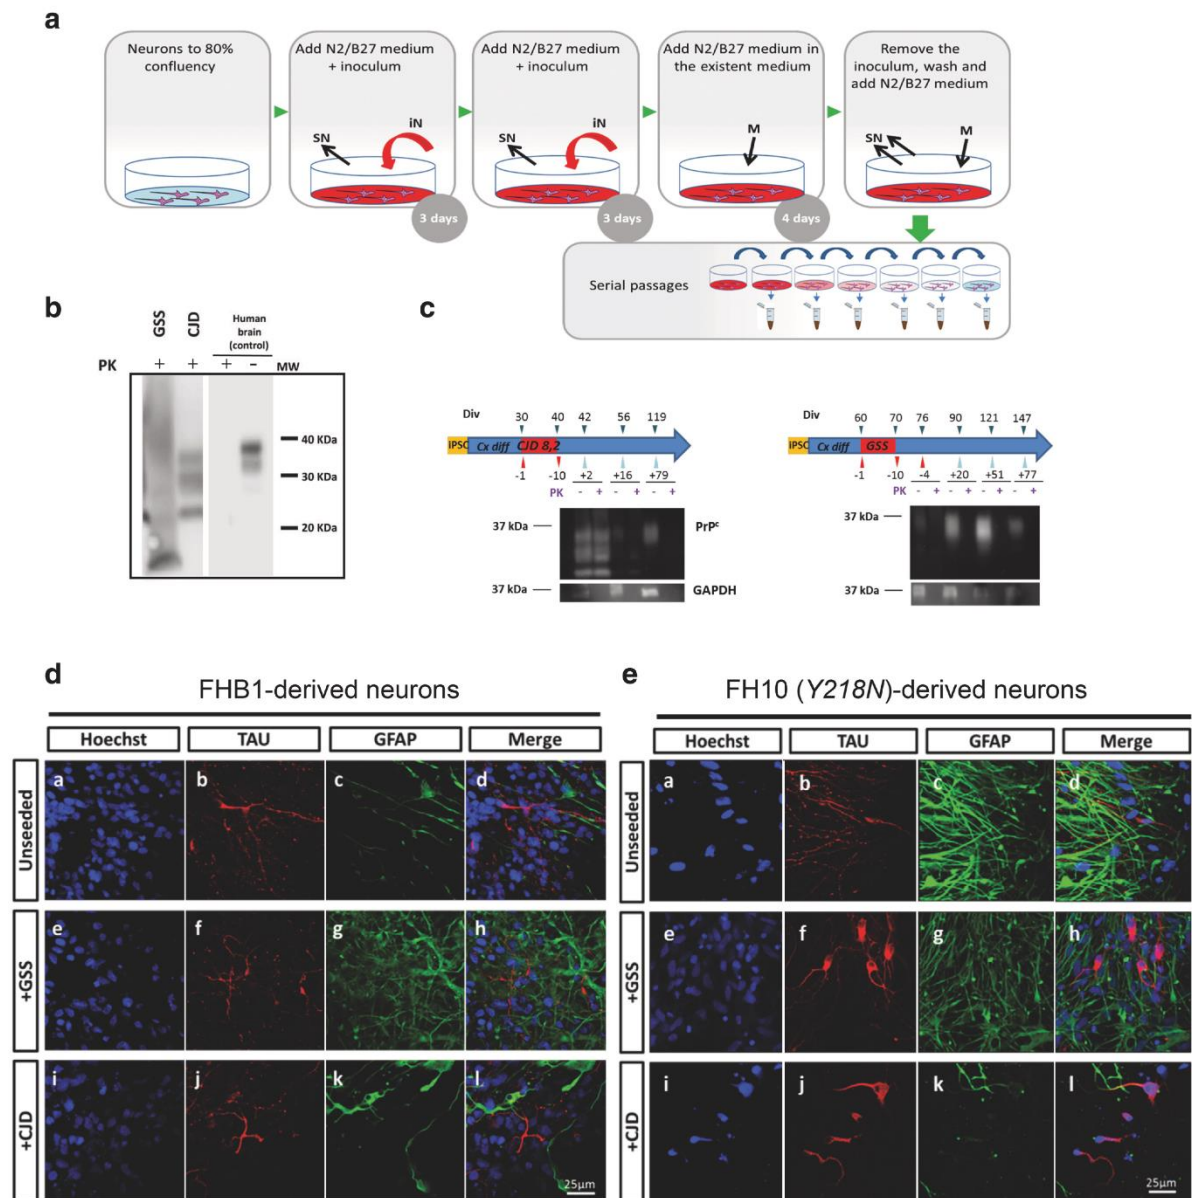 a
Neurons to 80%
confluency
Add N2/B27 medium
+ inoculum
SN
iN
3 days
Add N2/B27 medium
+ inoculum
SN
iN
3 days
Add N2/B27 medium in
the existent medium
M
4 days
Remove the
inoculum, wash and
add N2/B27 medium
SN
M
Serial passages
b
GSS
CJD
Human
brain
(control)
PK + + + – MW
40 KDa
30 KDa
20 KDa
c
Div 30 40 42 56 119
iPSC Cx diff CJD 8,2
-1 -10 +2 +16 +79
PK - + - + - +
37 kDa
PrPᶜ
37 kDa
GAPDH
Div 60 70 76 90 121 147
iPSC Cx diff GSS
-1 -10 -4 +20 +51 +77
PK - + - + - + - +
37 kDa
37 kDa
d
FHB1-derived neurons
Hoechst TAU GFAP Merge
Unseeded
a b c d
+GSS
e f g h
+CJD
i j k l
25µm
e
FH10 (Y218N)-derived neurons
Hoechst TAU GFAP Merge
Unseeded
a b c d
+GSS
e f g h
+CJD
i j k l
25µm